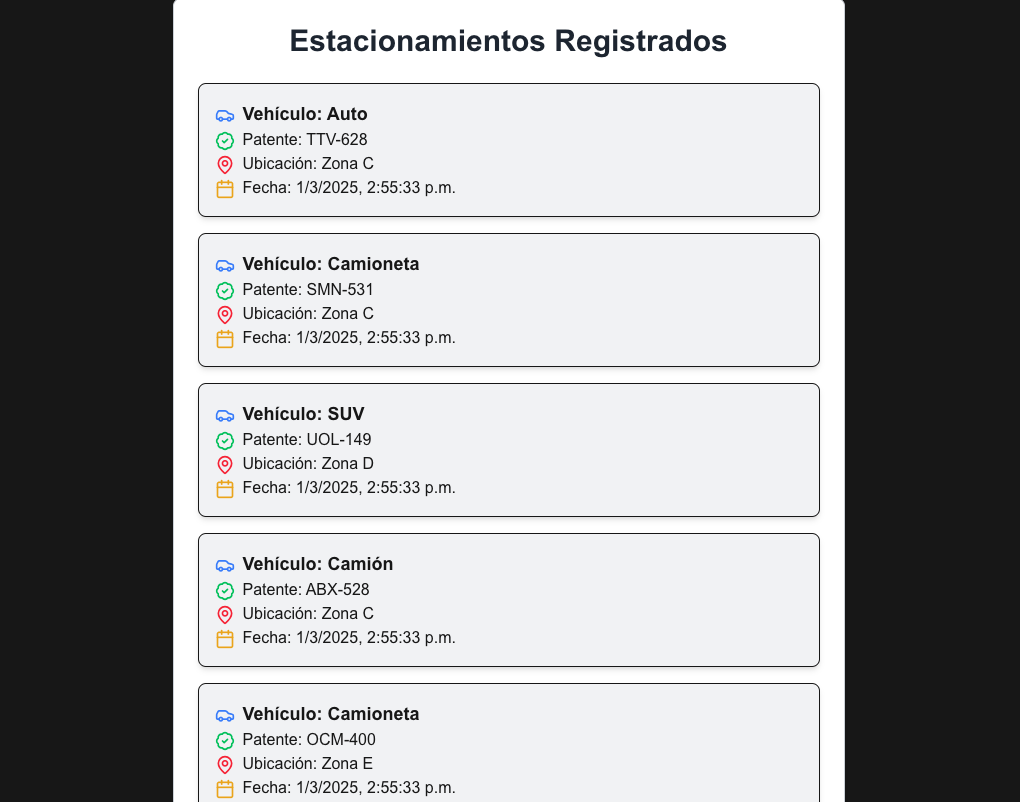 Estacionamientos Registrados
Vehículo: Auto
Patente: TTV-628
Ubicación: Zona C
Fecha: 1/3/2025, 2:55:33 p.m.
Vehículo: Camioneta
Patente: SMN-531
Ubicación: Zona C
Fecha: 1/3/2025, 2:55:33 p.m.
Vehículo: SUV
Patente: UOL-149
Ubicación: Zona D
Fecha: 1/3/2025, 2:55:33 p.m.
Vehículo: Camión
Patente: ABX-528
Ubicación: Zona C
Fecha: 1/3/2025, 2:55:33 p.m.
Vehículo: Camioneta
Patente: OCM-400
Ubicación: Zona E
Fecha: 1/3/2025, 2:55:33 p.m.